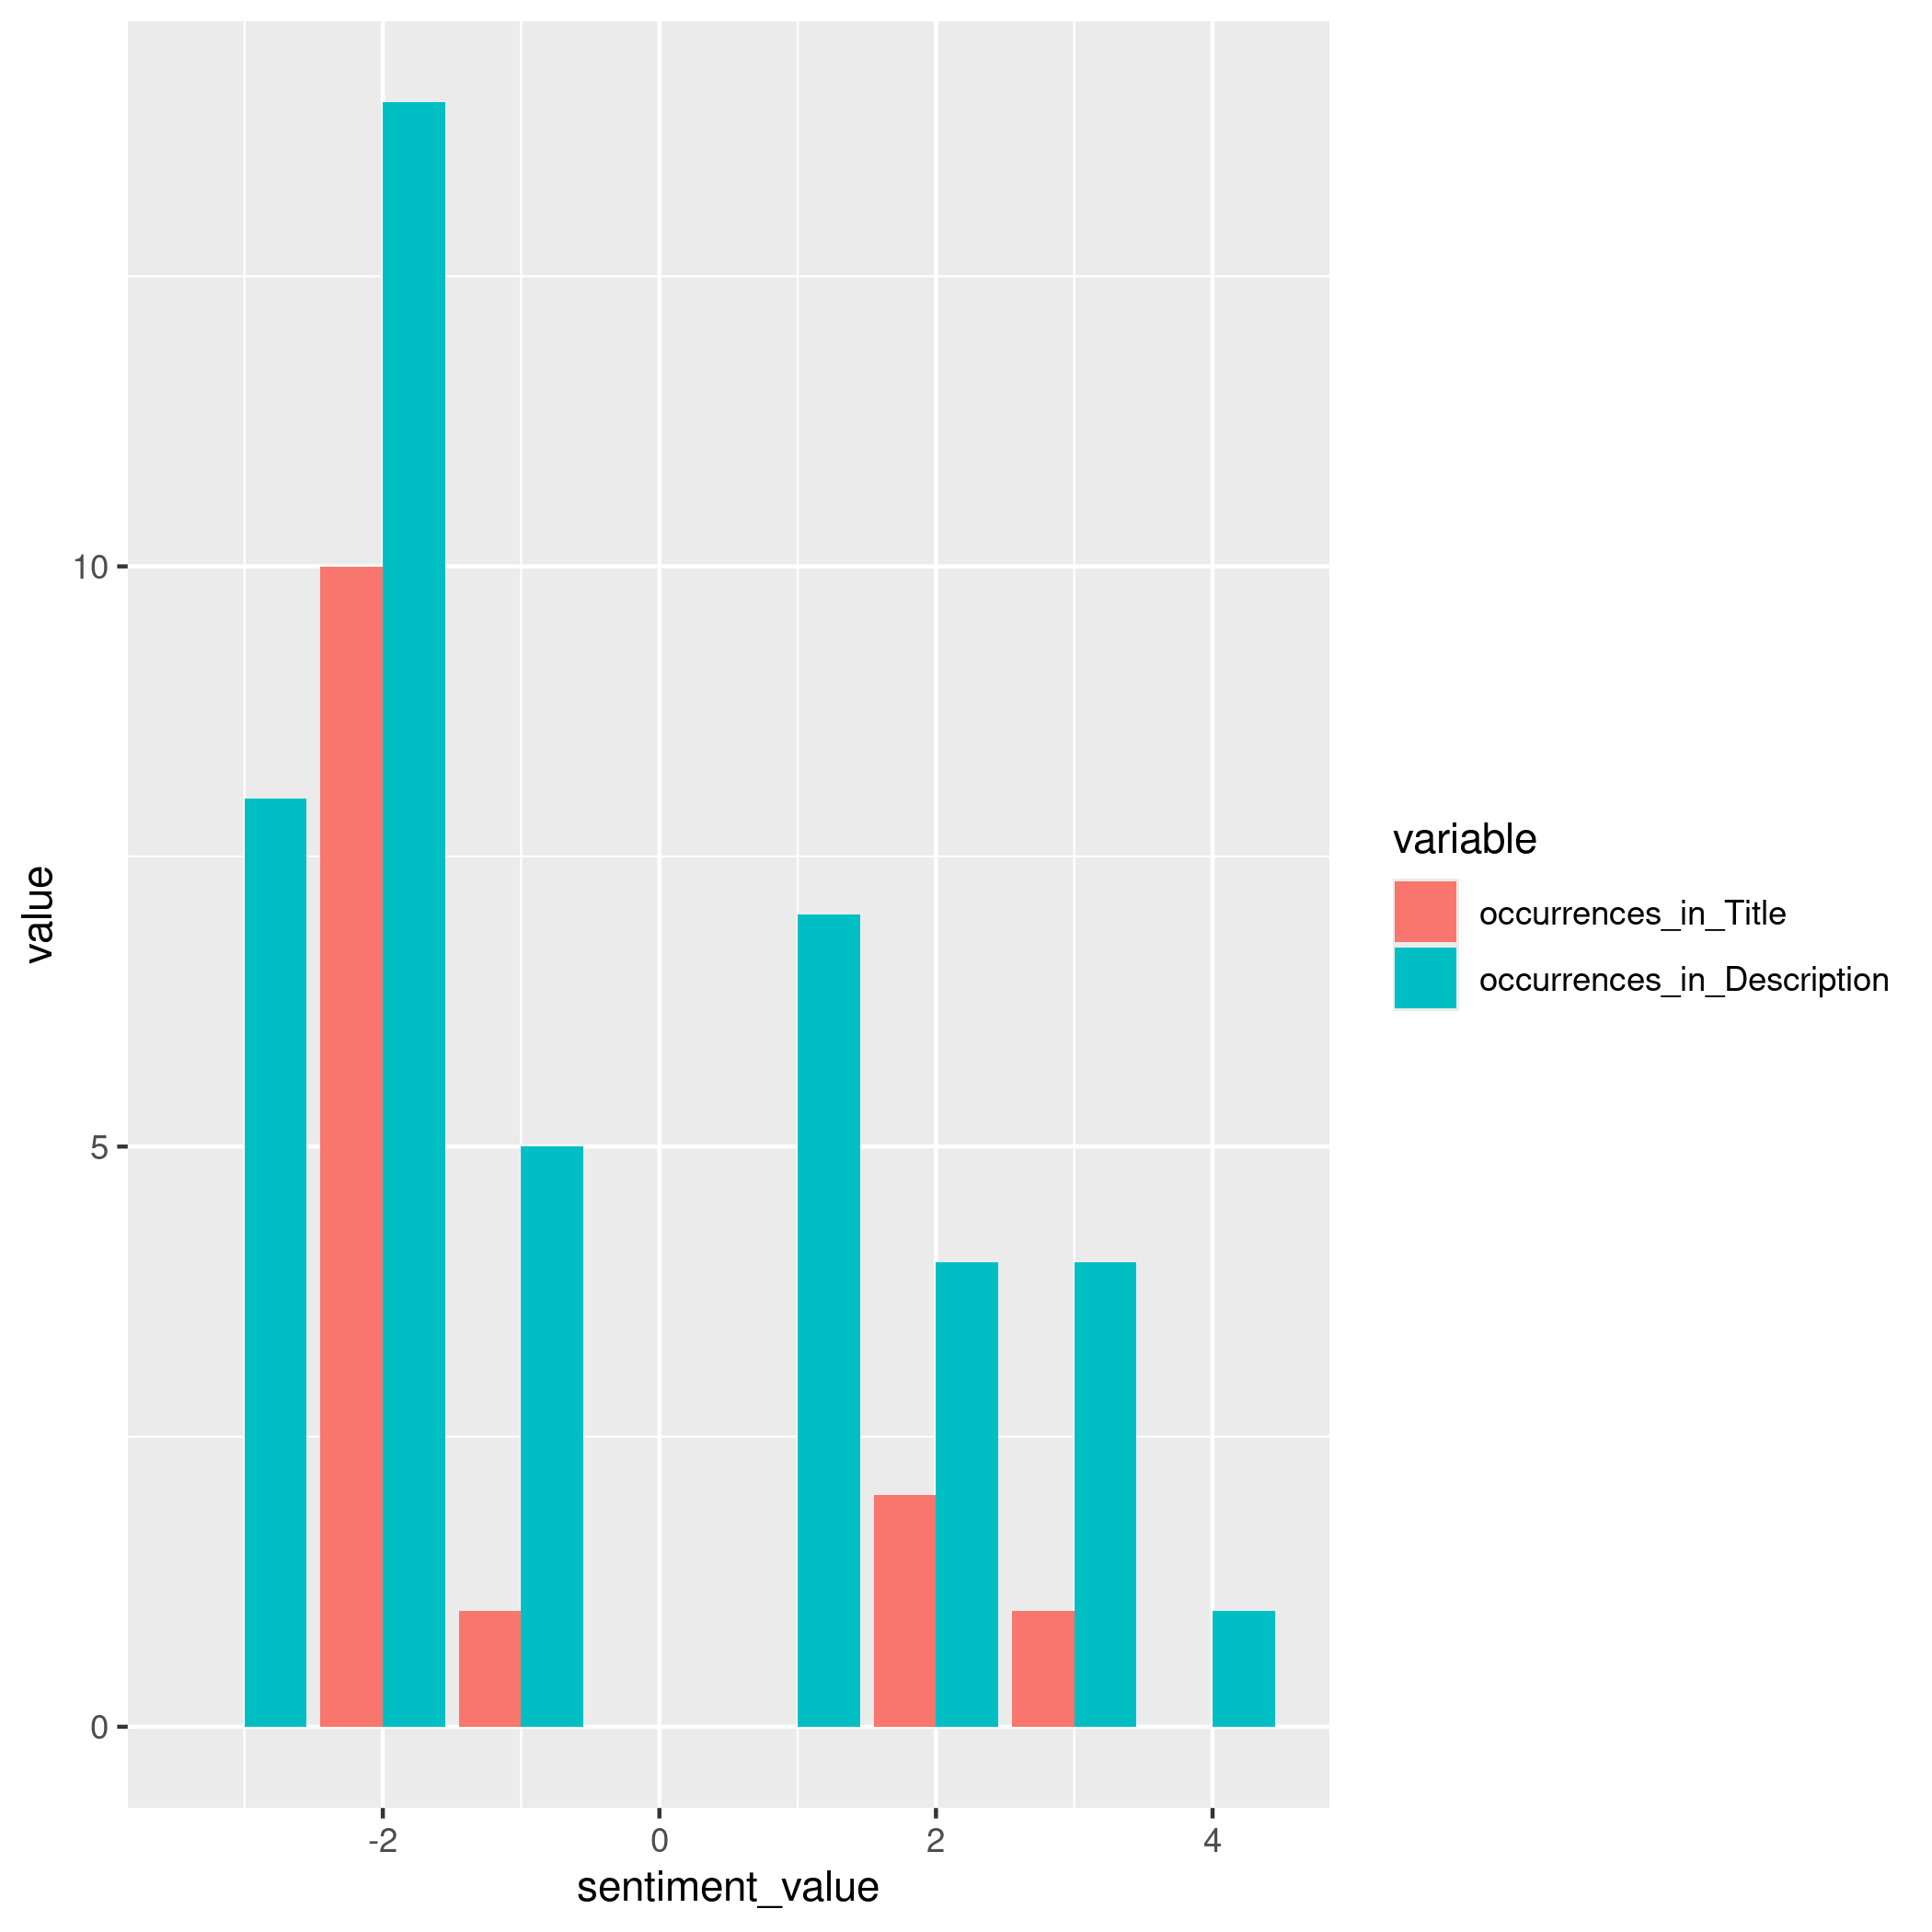 value
10
5
0
-2 0 2 4
sentiment_value
variable
occurrences_in_Title
occurrences_in_Description